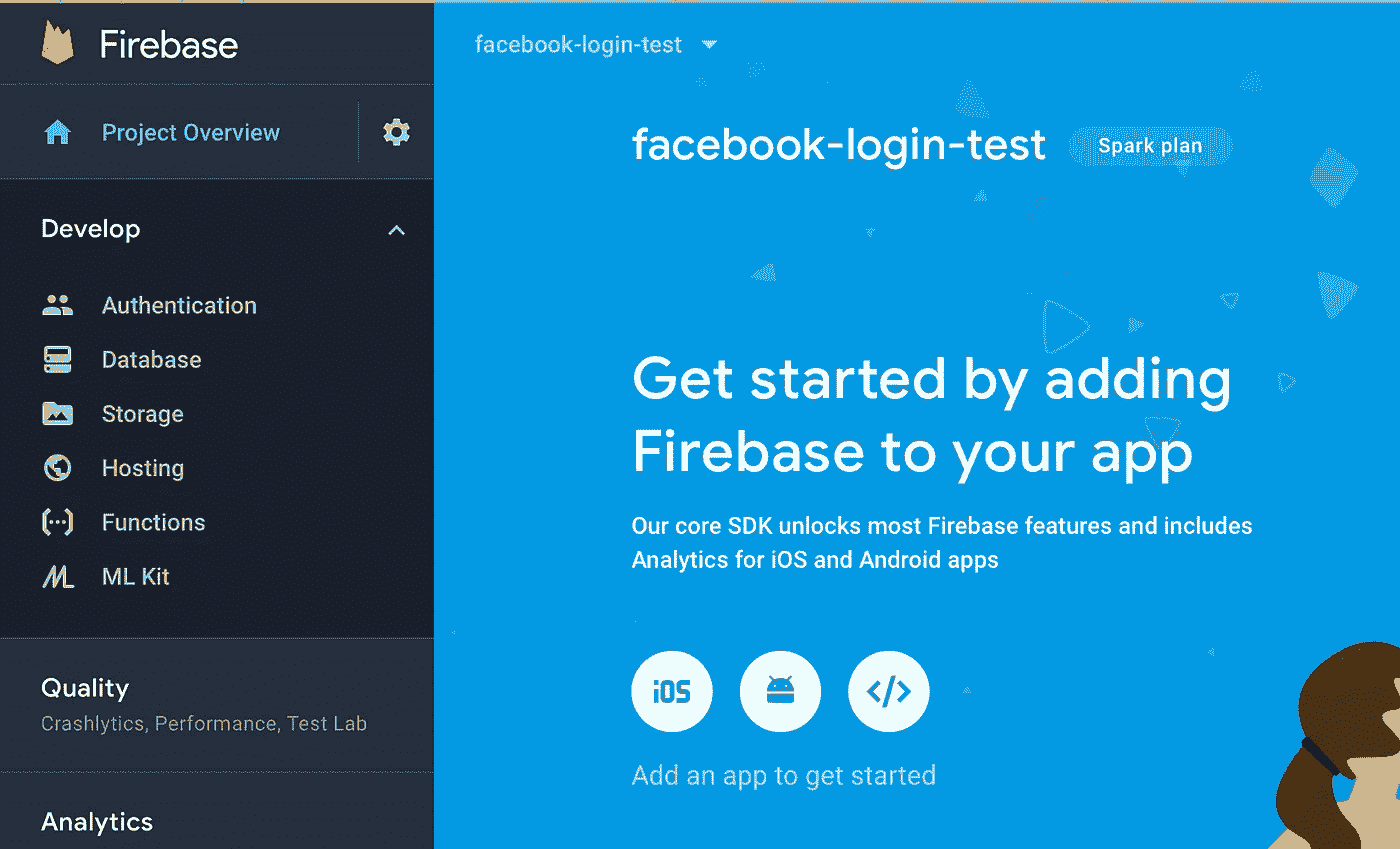 Firebase
Project Overview
Develop
Authentication
Database
Storage
Hosting
Functions
ML Kit
Quality
Crashlytics, Performance, Test Lab
Analytics
facebook-login-test
facebook-login-test
Spark plan
Get started by adding
Firebase to your app
Our core SDK unlocks most Firebase features and includes
Analytics for iOS and Android apps
iOS
</>
Add an app to get started